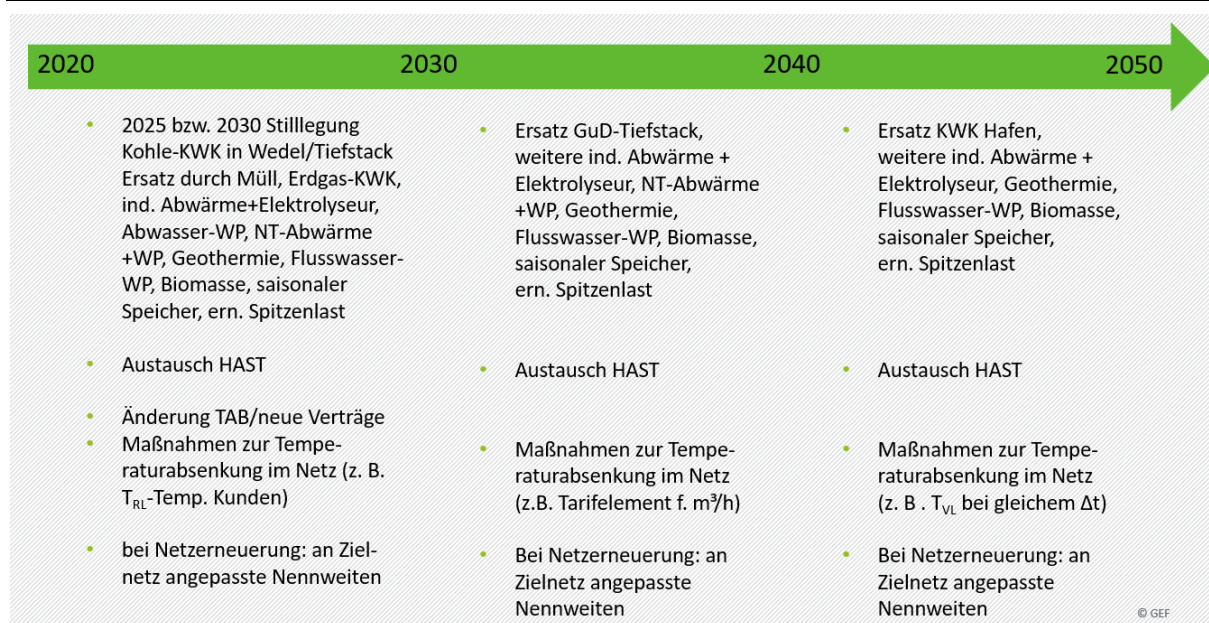 2020 2030 2040 2050
2025 bzw. 2030 Stilllegung
Kohle-KWK in Wedel/Tiefstack
Ersatz durch Müll, Erdgas-KWK,
ind. Abwärme+Elektrolyseur,
Abwasser-WP, NT-Abwärme
+WP, Geothermie, Flusswasser-
WP, Biomasse, saisonaler
Speicher, ern. Spitzenlast
Austausch HAST
Änderung TAB/neue Verträge
Maßnahmen zur Tempe-
raturabsenkung im Netz (z. B.
TRL-Temp. Kunden)
bei Netzerneuerung: an Ziel-
netz angepasste Nennweiten
Ersatz GuD-Tiefstack,
weitere ind. Abwärme +
Elektrolyseur, NT-Abwärme
+WP, Geothermie,
Flusswasser-WP, Biomasse,
saisonaler Speicher,
ern. Spitzenlast
Austausch HAST
Maßnahmen zur Tempe-
raturabsenkung im Netz
(z.B. Tarifelement f. m³/h)
Bei Netzerneuerung: an
Zielnetz angepasste
Nennweiten
Ersatz KWK Hafen,
weitere ind. Abwärme +
Elektrolyseur, Geothermie,
Flusswasser-WP, Biomasse,
saisonaler Speicher,
ern. Spitzenlast
Austausch HAST
Maßnahmen zur Tempe-
raturabsenkung im Netz
(z. B . TVL bei gleichem Δt)
Bei Netzerneuerung: an
Zielnetz angepasste
Nennweiten
© GEF